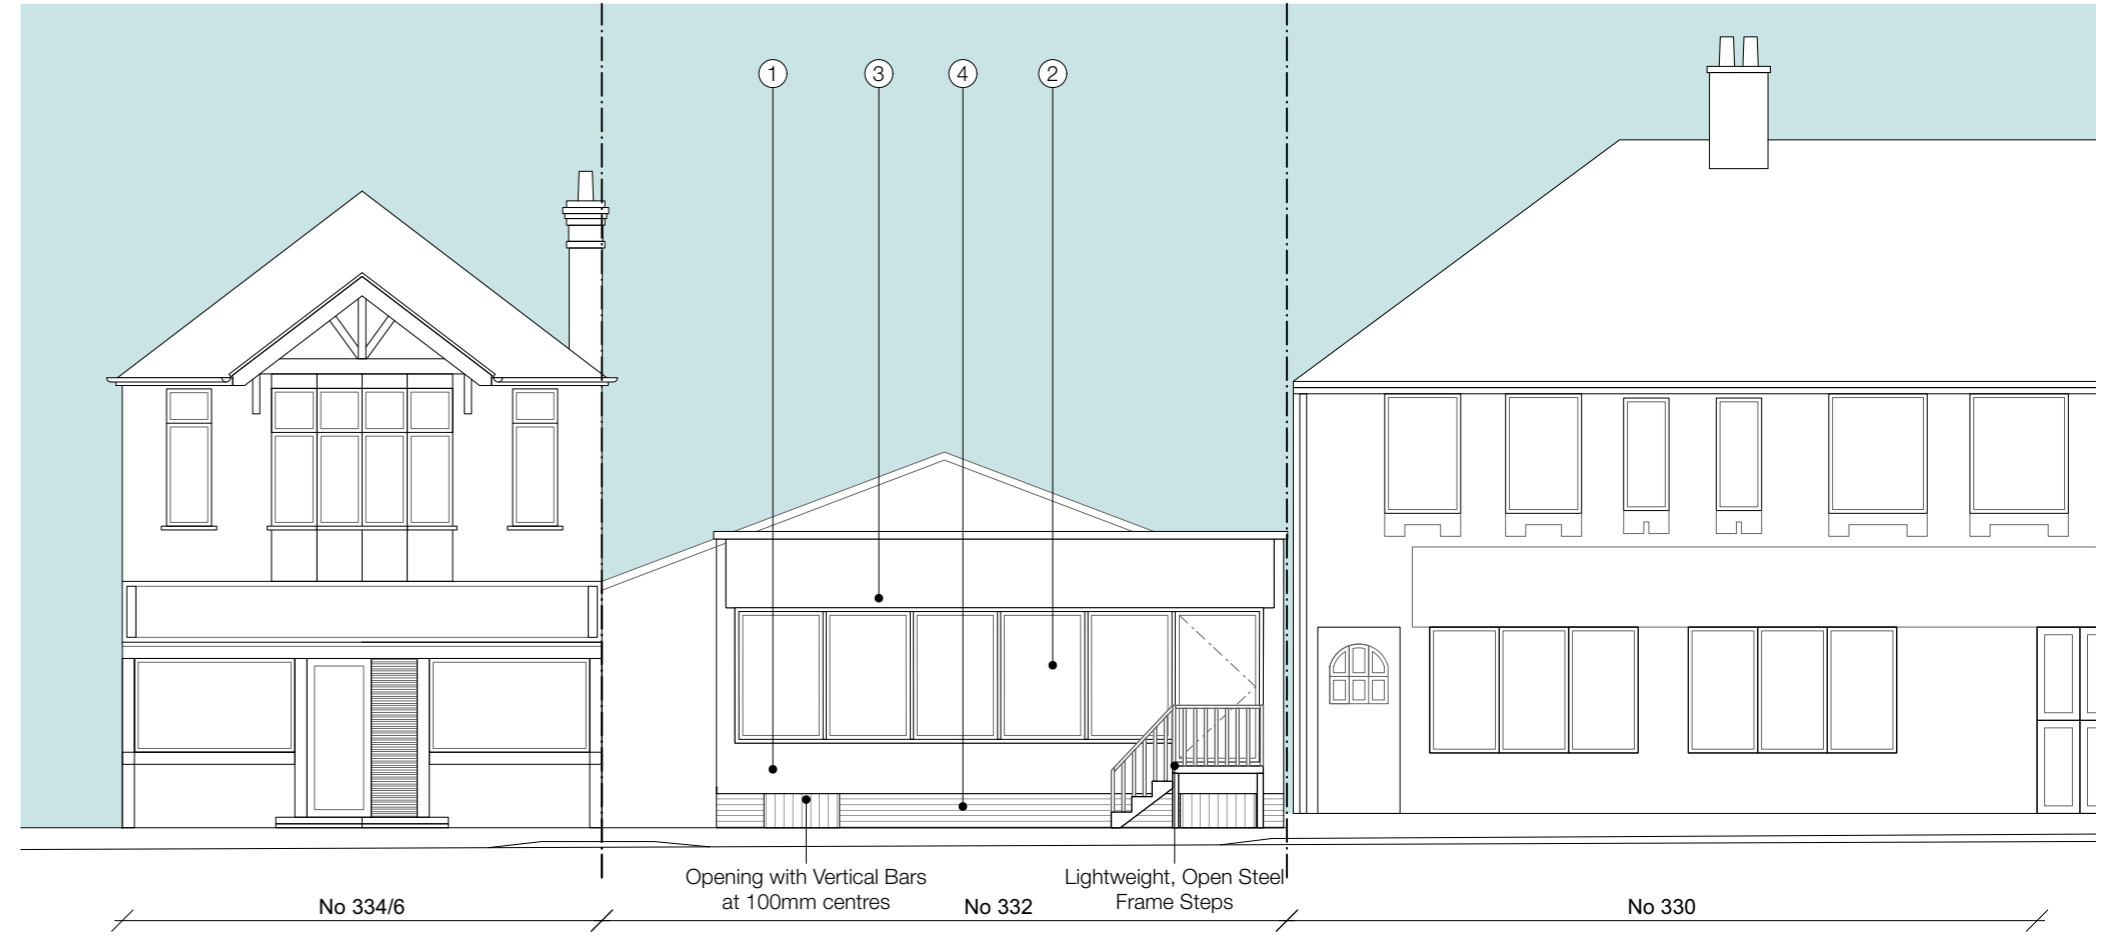 1
3
4
2
Opening with Vertical Bars
at 100mm centres
Lightweight, Open Steel
Frame Steps
No 334/6
No 332
No 330